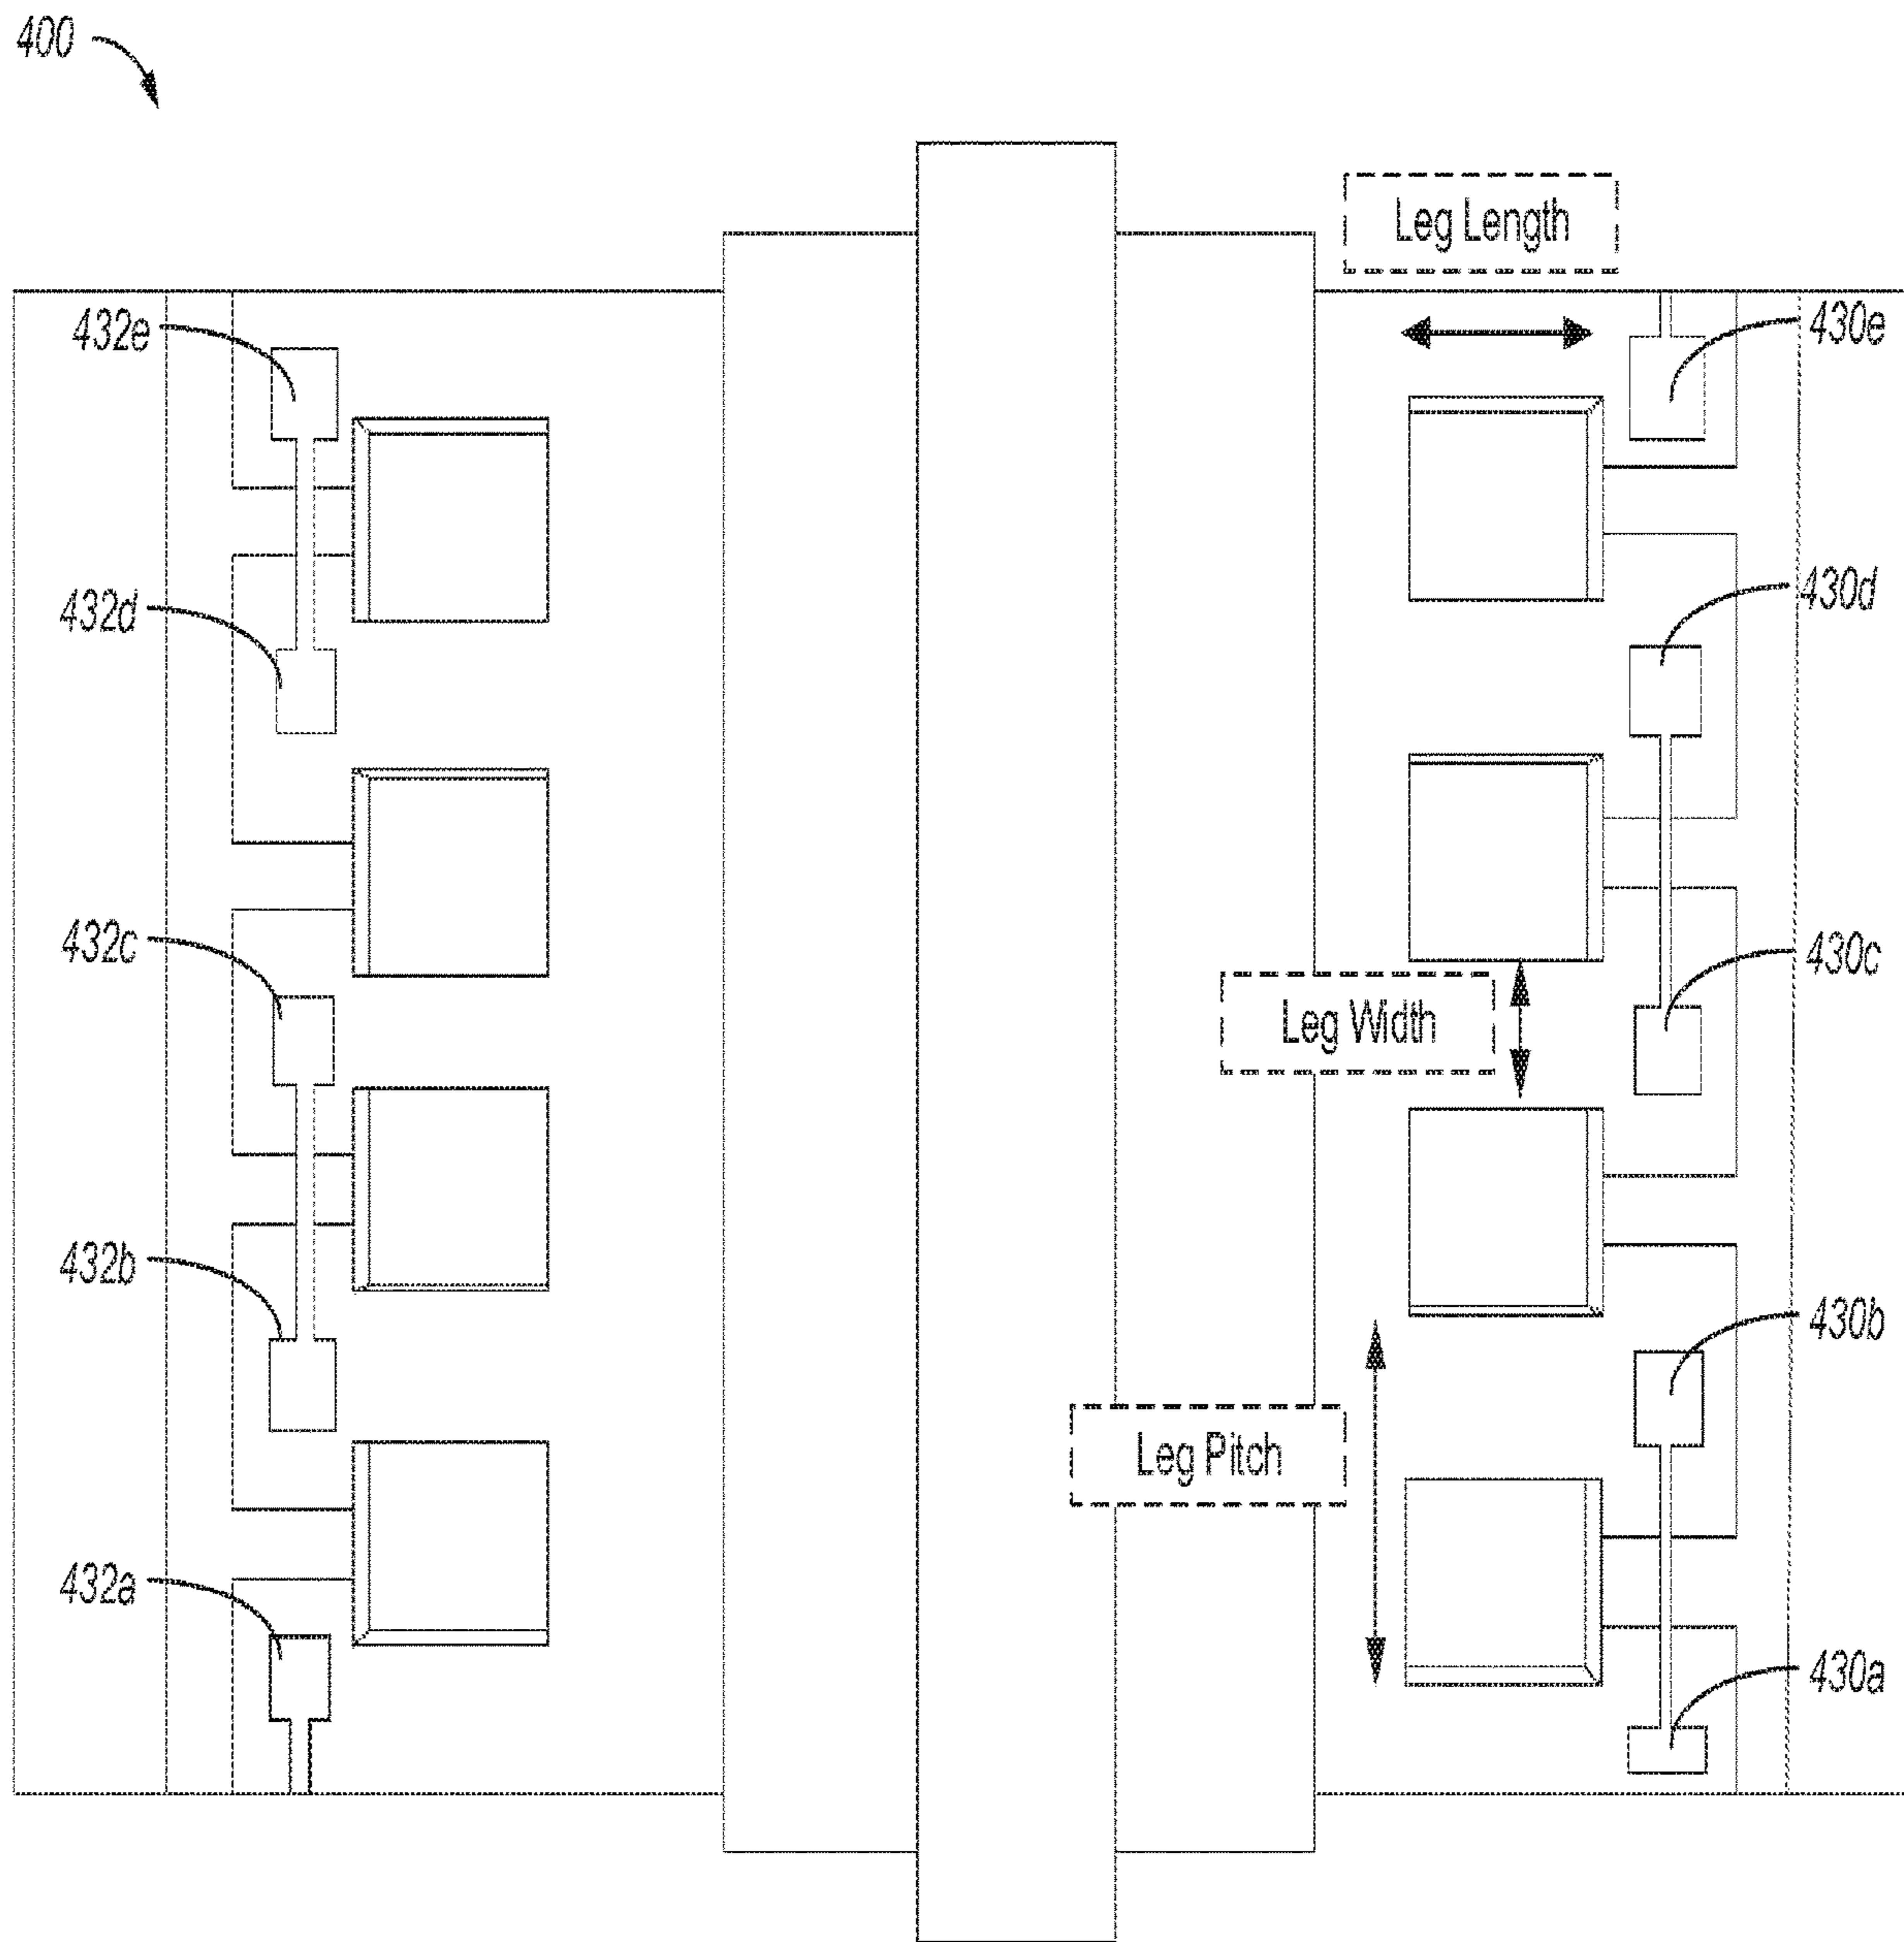 400
Leg Length
432e
430e
432d
430d
432c
430c
Leg Width
432b
430b
Leg Pitch
432a
430a